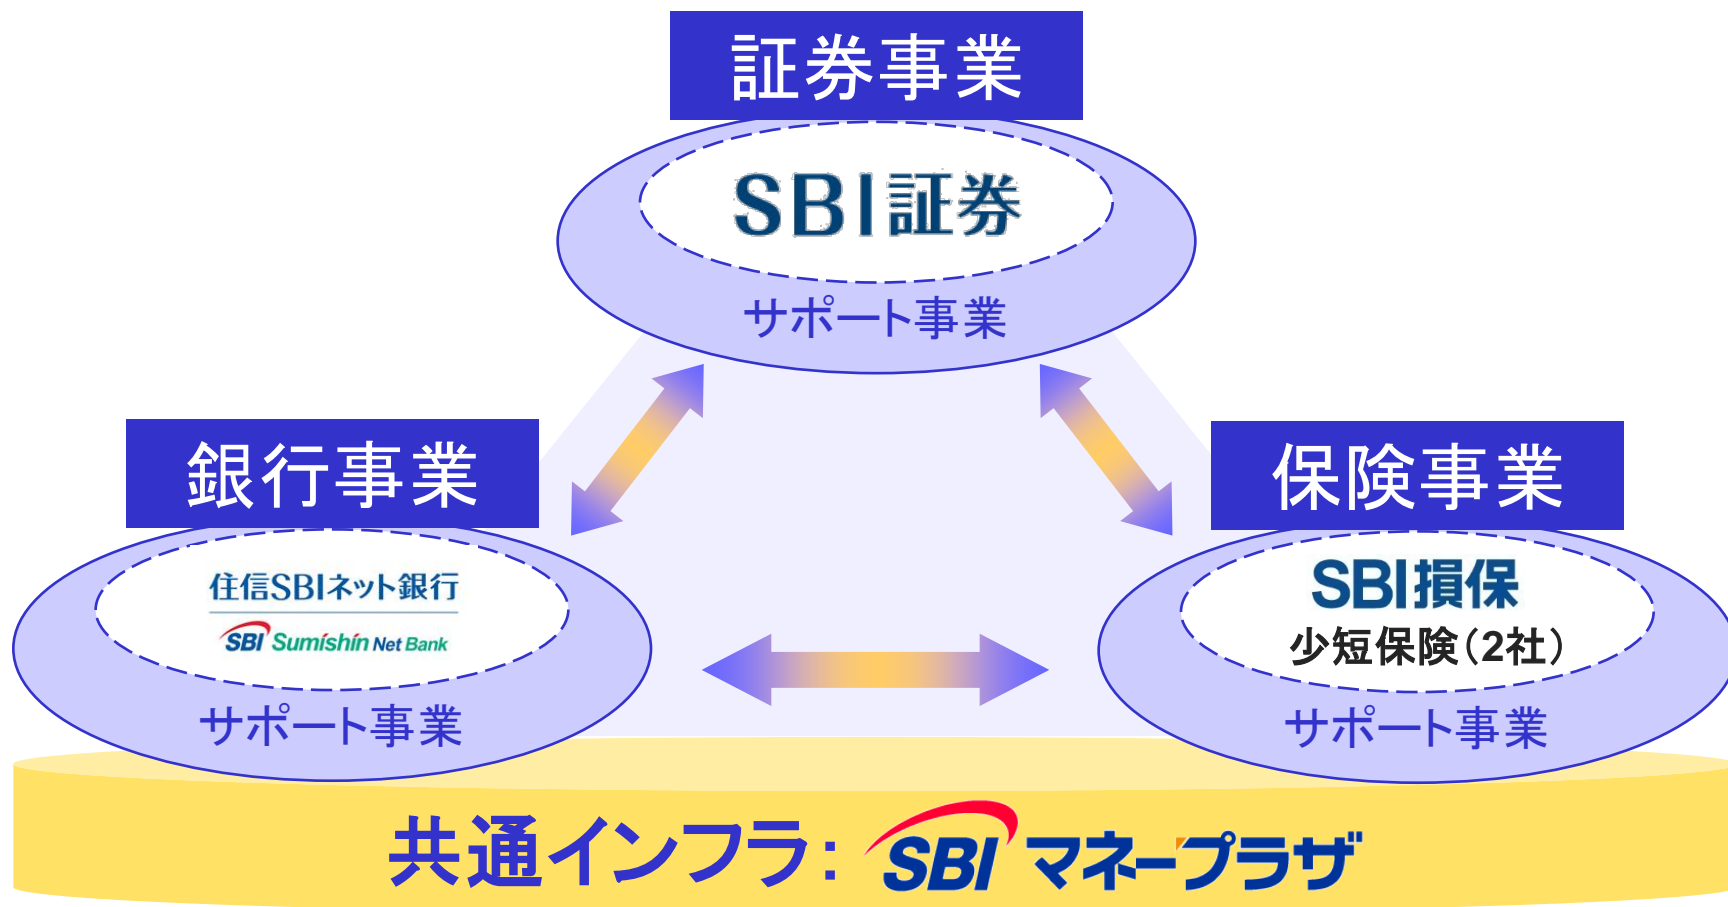 証券事業
SBI証券
サポート事業
銀行事業
住信SBIネット銀行
SBI Sumishin Net Bank
サポート事業
保険事業
SBI損保
少短保険(2社)
サポート事業
共通インフラ: SBI マネープラザ